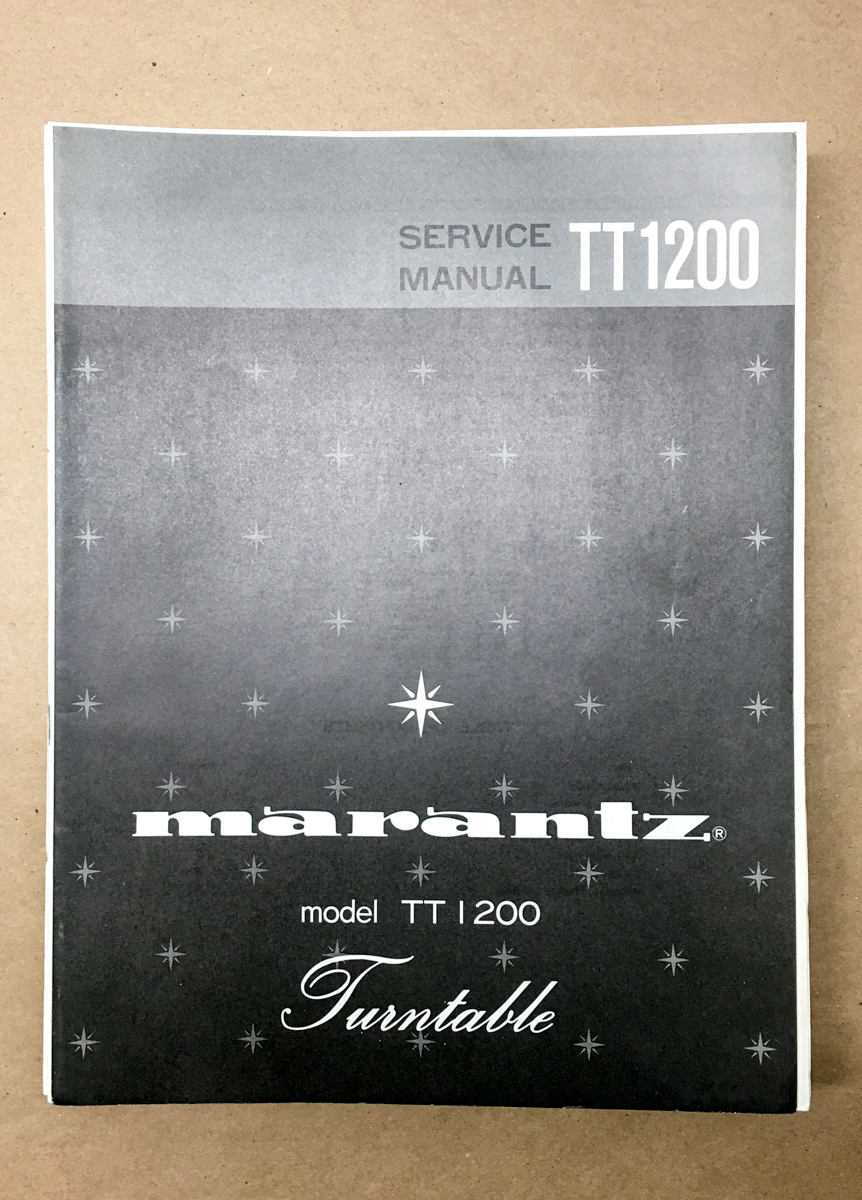 SERVICE
MANUAL TT1200
marantz®
model TT1200
Turntable